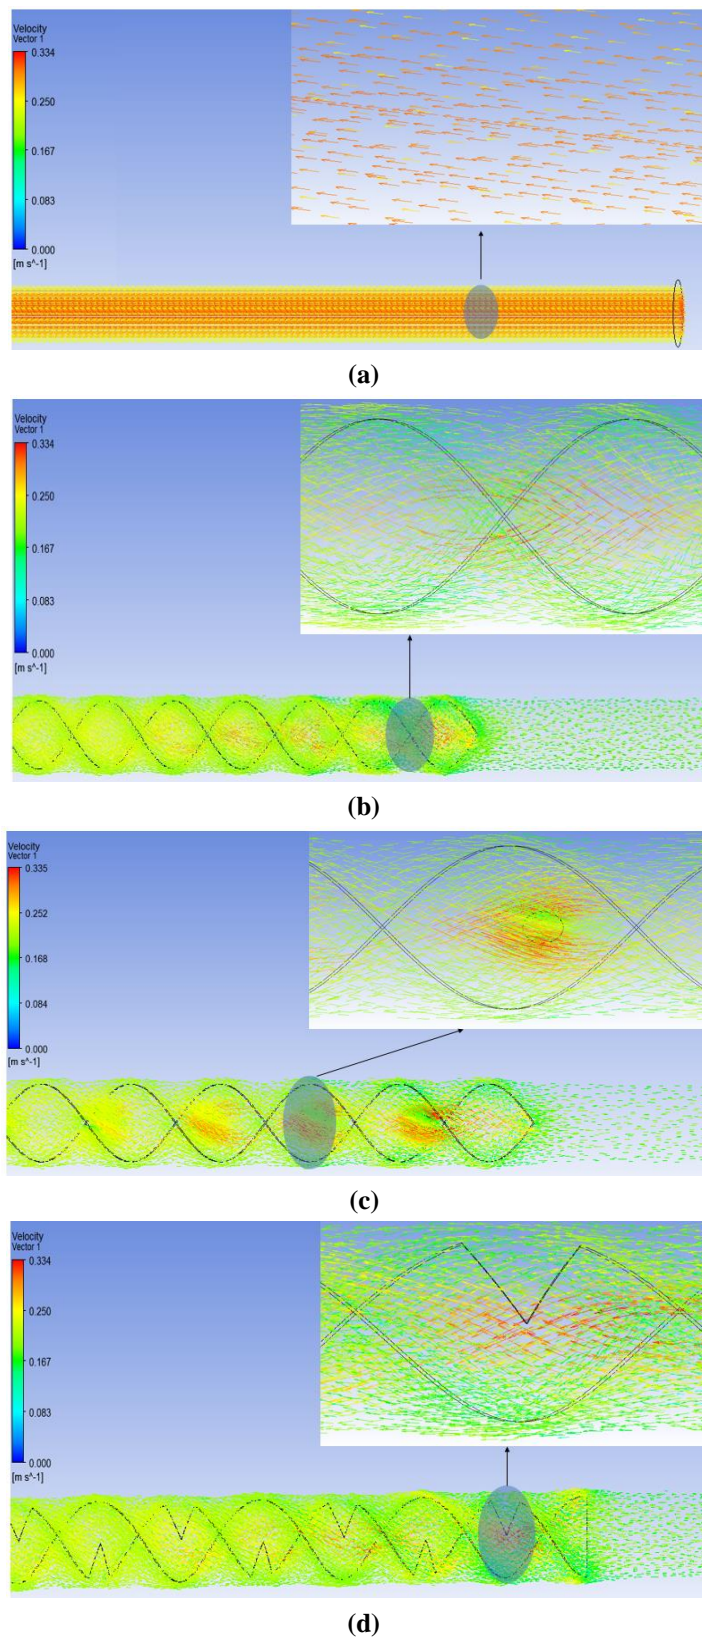 Velocity
Vector 1
0.334
0.250
0.167
0.083
0.000
[m s^-1]
(a)
Velocity
Vector 1
0.334
0.250
0.167
0.083
0.000
[m s^-1]
(b)
Velocity
Vector 1
0.335
0.252
0.168
0.084
0.000
[m s^-1]
(c)
Velocity
Vector 1
0.334
0.250
0.167
0.083
0.000
[m s^-1]
(d)